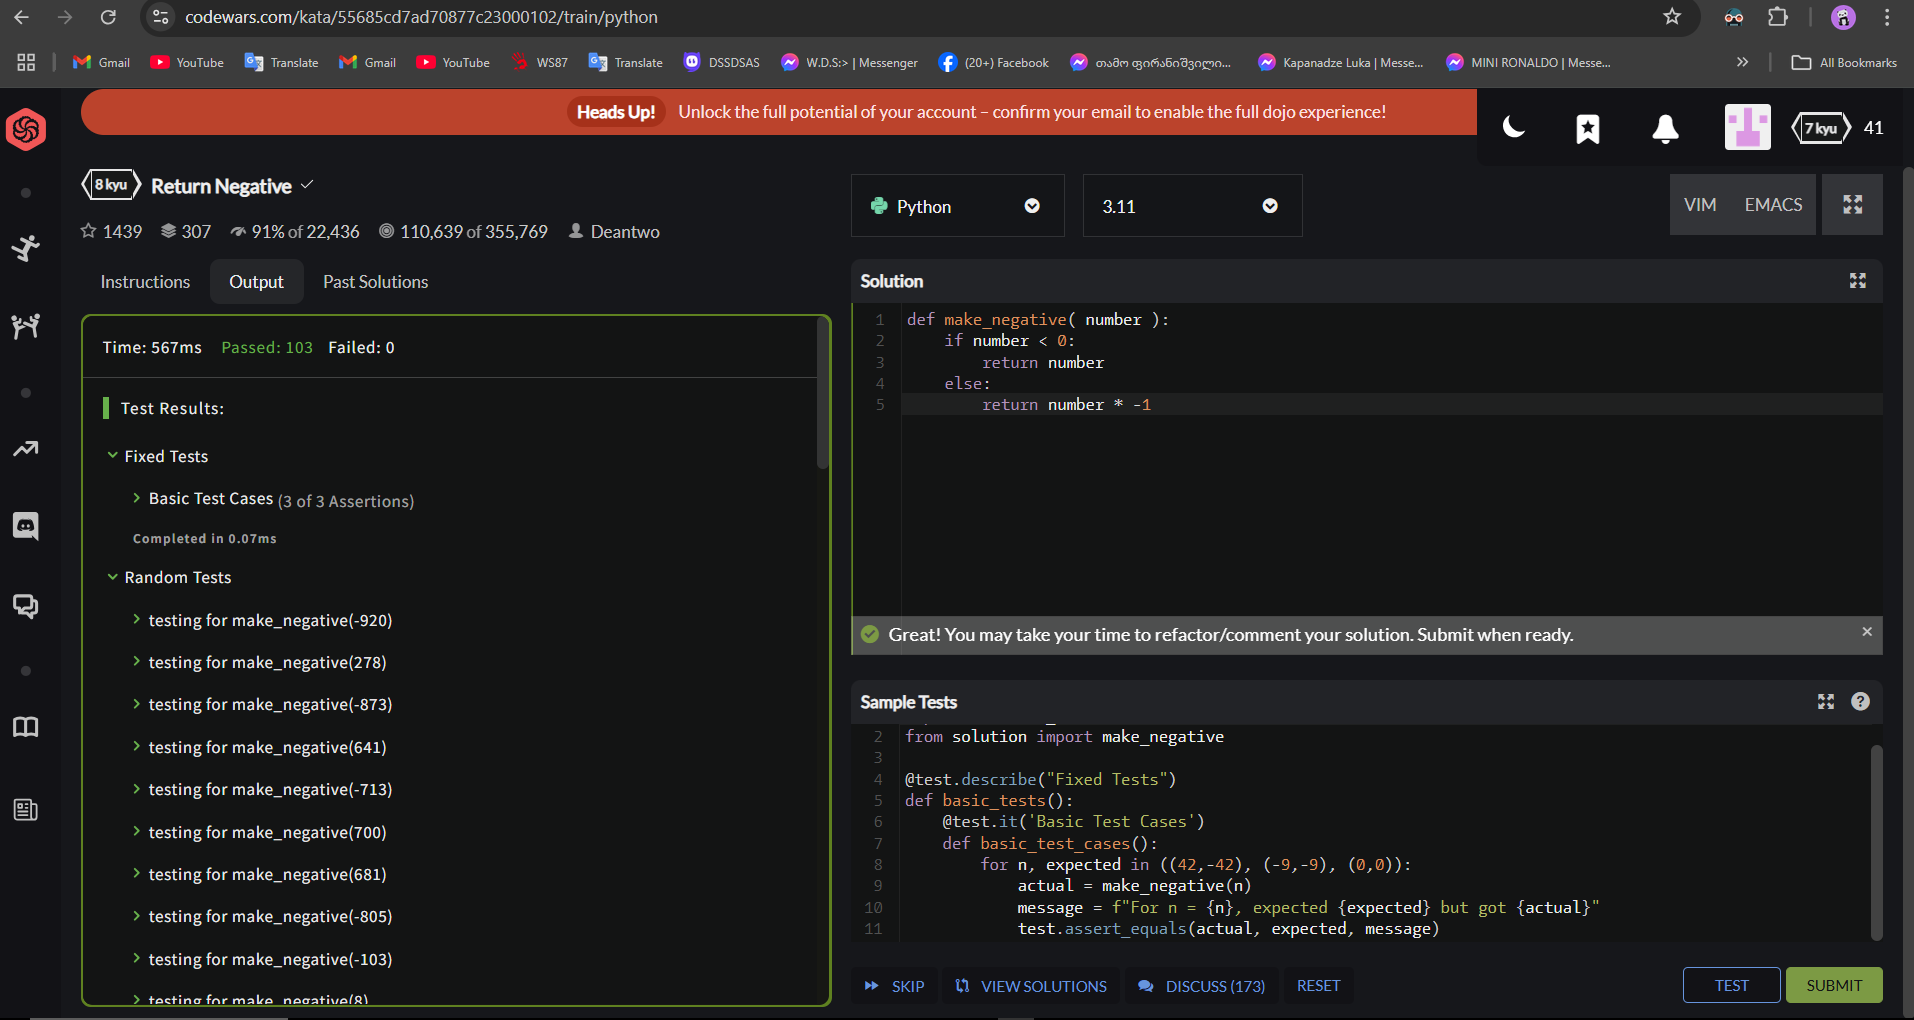 codewars.com/kata/55685cd7ad70877c23000102/train/python
Gmail YouTube Translate Gmail YouTube WS87 Translate DSSDSAS W.D.S:> | Messenger (20+) Facebook თამო ფირანიშვილი... Kapanadze Luka | Messe... MINI RONALDO | Messe... All Bookmarks
Heads Up! Unlock the full potential of your account – confirm your email to enable the full dojo experience!
7 kyu 41
8 kyu Return Negative
1439 307 91% of 22,436 110,639 of 355,769 Deantwo
Instructions Output Past Solutions
Time: 567ms Passed: 103 Failed: 0
Test Results:
Fixed Tests
Basic Test Cases (3 of 3 Assertions)
Completed in 0.07ms
Random Tests
testing for make_negative(-920)
testing for make_negative(278)
testing for make_negative(-873)
testing for make_negative(641)
testing for make_negative(-713)
testing for make_negative(700)
testing for make_negative(681)
testing for make_negative(-805)
testing for make_negative(-103)
testing for make_negative(8)
Python 3.11 VIM EMACS
Solution
1 def make_negative( number ):
2     if number < 0:
3         return number
4     else:
5         return number * -1
Great! You may take your time to refactor/comment your solution. Submit when ready.
Sample Tests
2 from solution import make_negative
3
4 @test.describe("Fixed Tests")
5 def basic_tests():
6     @test.it('Basic Test Cases')
7     def basic_test_cases():
8         for n, expected in ((42,-42), (-9,-9), (0,0)):
9             actual = make_negative(n)
10             message = f"For n = {n}, expected {expected} but got {actual}"
11             test.assert_equals(actual, expected, message)
SKIP VIEW SOLUTIONS DISCUSS (173) RESET TEST SUBMIT